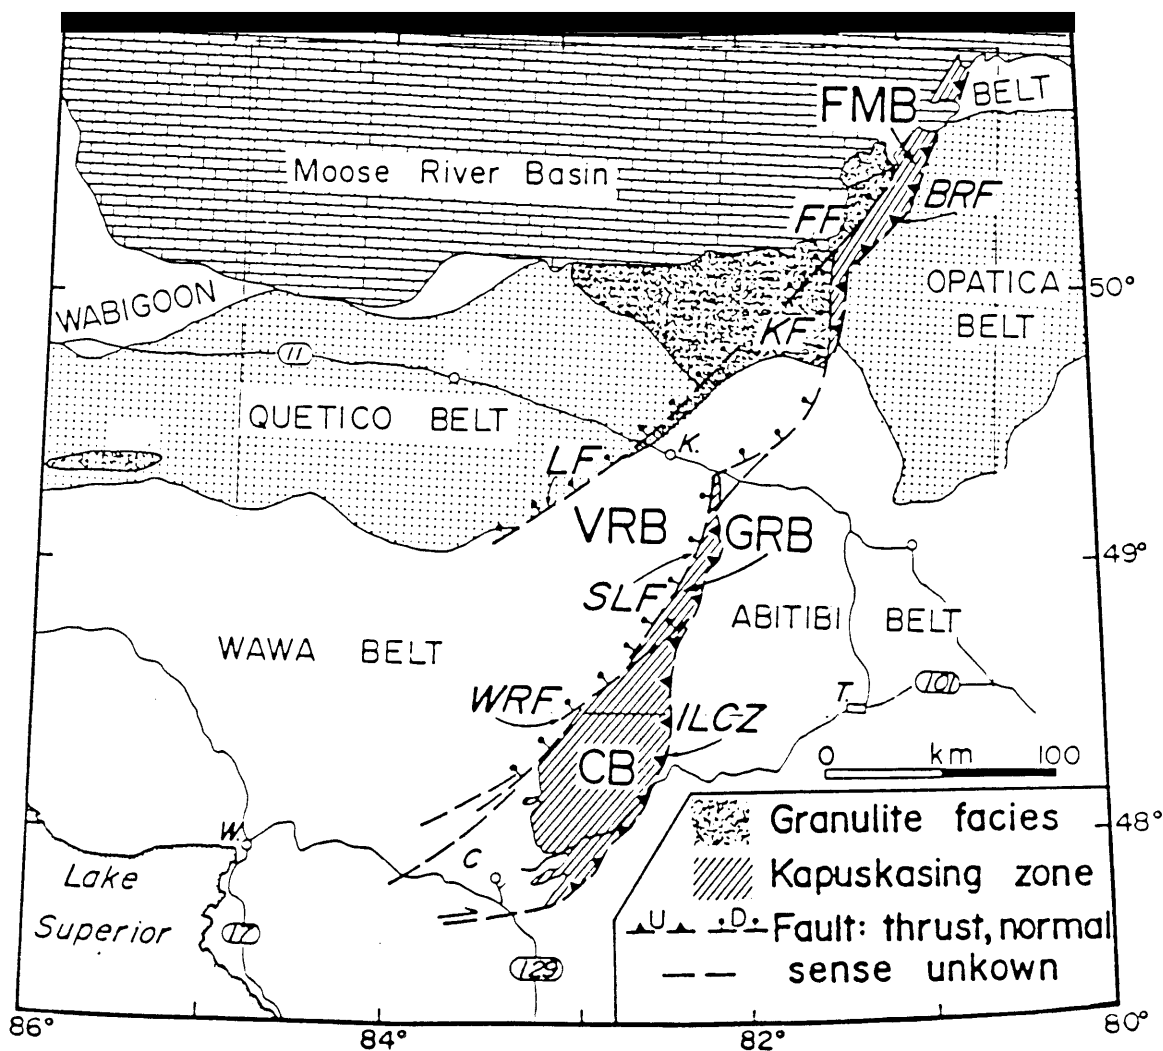 BELT
FMB
Moose River Basin
BRF
FF
OPATICA
BELT
50°
WABIGOON
KF
11
QUETICO BELT
K.
LF
VRB
GRB
49°
SLF
ABITIBI BELT
WAWA BELT
101
T.
WRF
ILCZ
CB
0 km 100
Granulite facies
48°
W.
C
Kapuskasing zone
Lake
Superior
17
U D Fault: thrust, normal
sense unkown
129
86° 84° 82° 80°